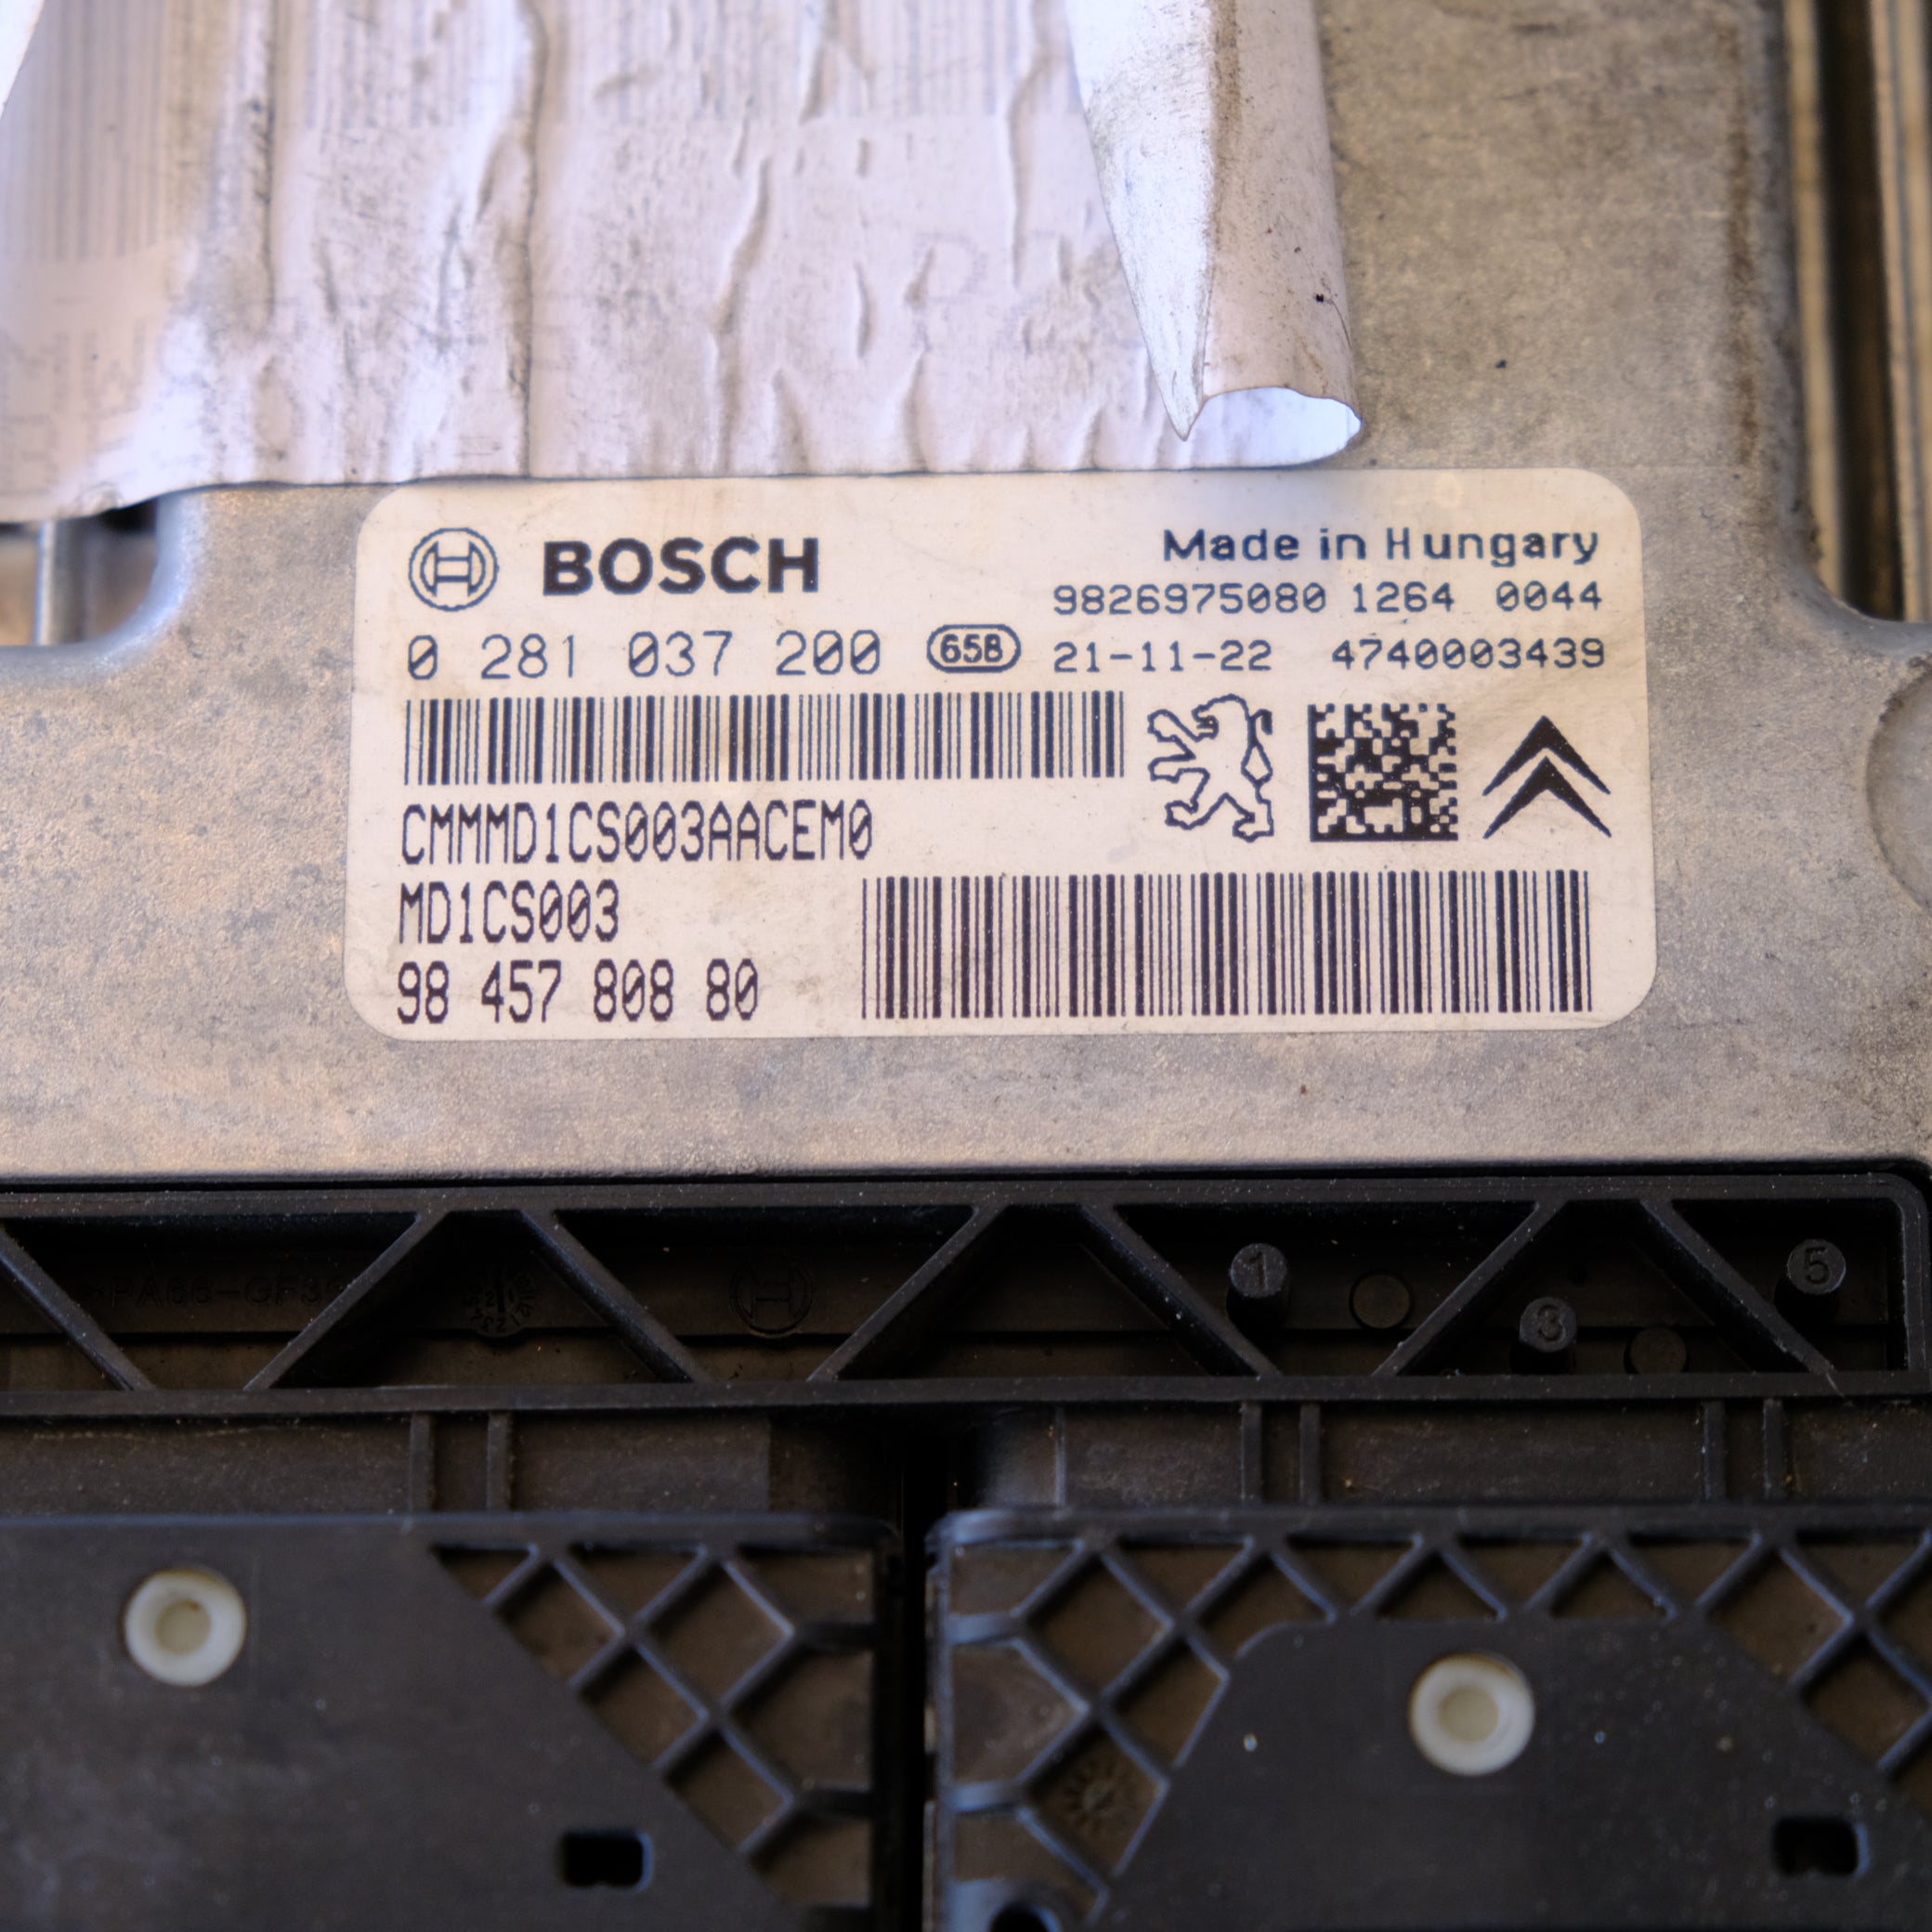 BOSCH
Made in Hungary
9826975080 1264 0044
0 281 037 200 65B 21-11-22 4740003439
CMMMD1CS003AACEM0
MD1CS003
98 457 808 80
1
5
3